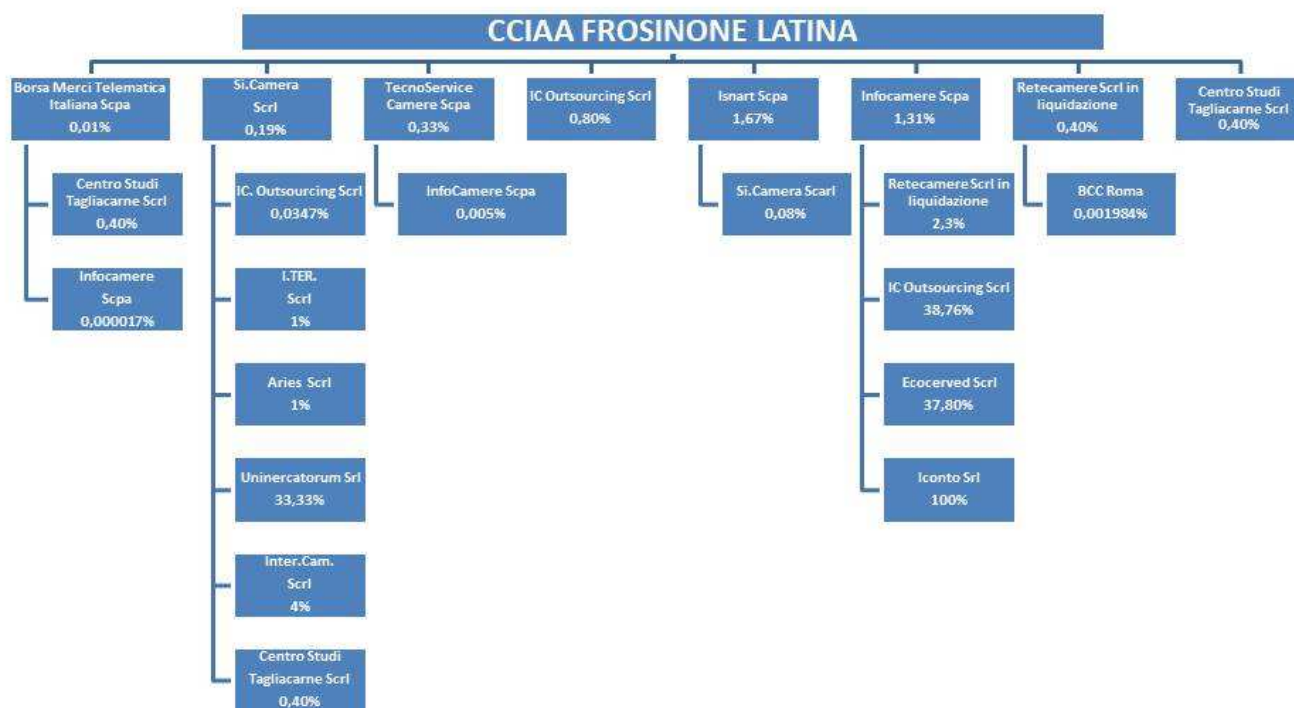 CCIAA FROSINONE LATINA
Borsa Merci Telematica
Italiana Scpa
0,01%
Si.Camera
Scrl
0,19%
TecnoService
Camere Scpa
0,33%
IC Outsourcing Scrl
0,80%
Isnart Scpa
1,67%
Infocamere Scpa
1,31%
Retecamere Scrl in
liquidazione
0,40%
Centro Studi
Tagliacarne Scrl
0,40%
Centro Studi
Tagliacarne Scrl
0,40%
Infocamere
Scpa
0,000017%
IC. Outsourcing Scrl
0,0347%
I.TER.
Scrl
1%
Aries Scrl
1%
Uninercatorum Srl
33,33%
Inter.Cam.
Scrl
4%
Centro Studi
Tagliacarne Scrl
0,40%
InfoCamere Scpa
0,005%
Si.Camera Scarl
0,08%
Retecamere Scrl in
liquidazione
2,3%
IC Outsourcing Scrl
38,76%
Ecocerved Scrl
37,80%
Iconto Srl
100%
BCC Roma
0,001984%